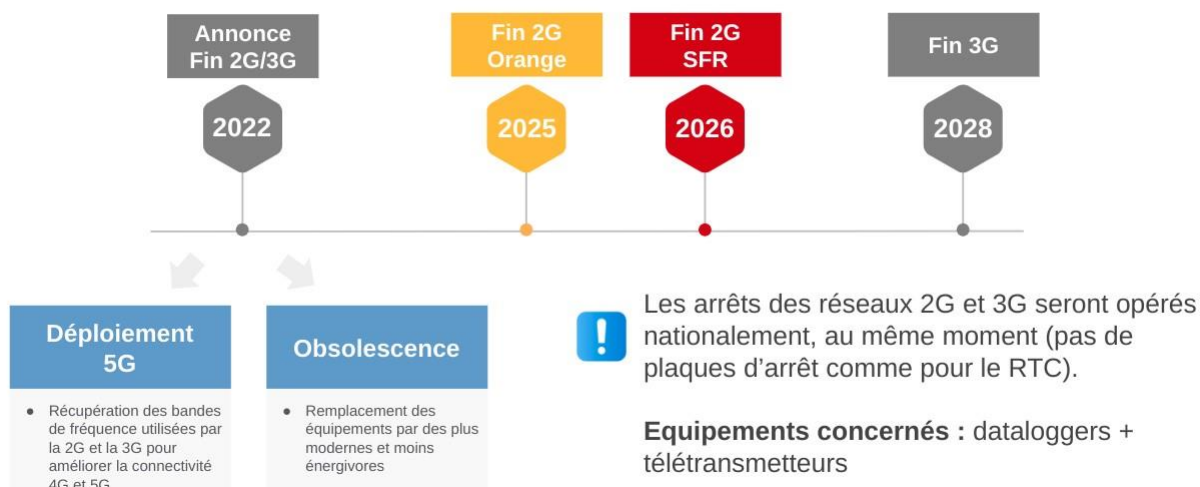 Annonce
Fin 2G/3G
Fin 2G
Orange
Fin 2G
SFR
Fin 3G
2022
2025
2026
2028
Déploiement
5G
● Récupération des bandes
de fréquence utilisées par
la 2G et la 3G pour
améliorer la connectivité
4G et 5G
Obsolescence
● Remplacement des
équipements par des plus
modernes et moins
énergivores
!
Les arrêts des réseaux 2G et 3G seront opérés
nationalement, au même moment (pas de
plaques d’arrêt comme pour le RTC).
Equipements concernés : dataloggers +
télétransmetteurs